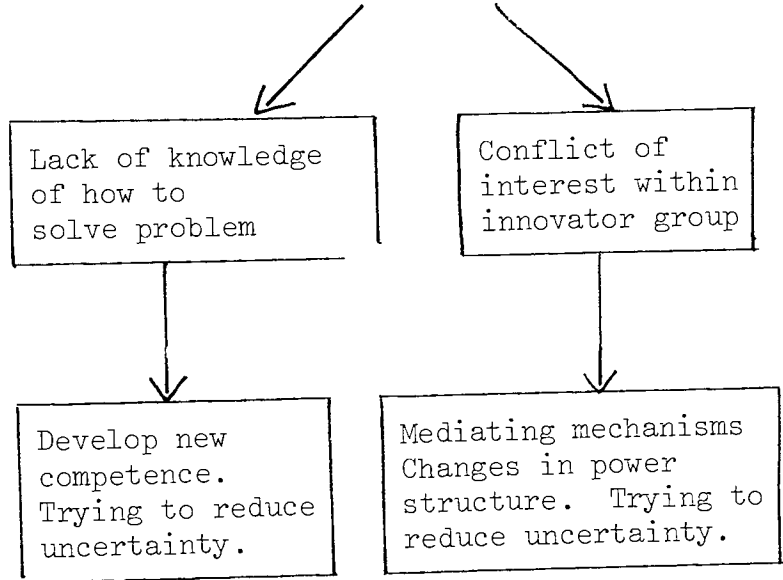 Lack of knowledge
of how to
solve problem
Conflict of
interest within
innovator group
Develop new
competence.
Trying to reduce
uncertainty.
Mediating mechanisms
Changes in power
structure. Trying to
reduce uncertainty.